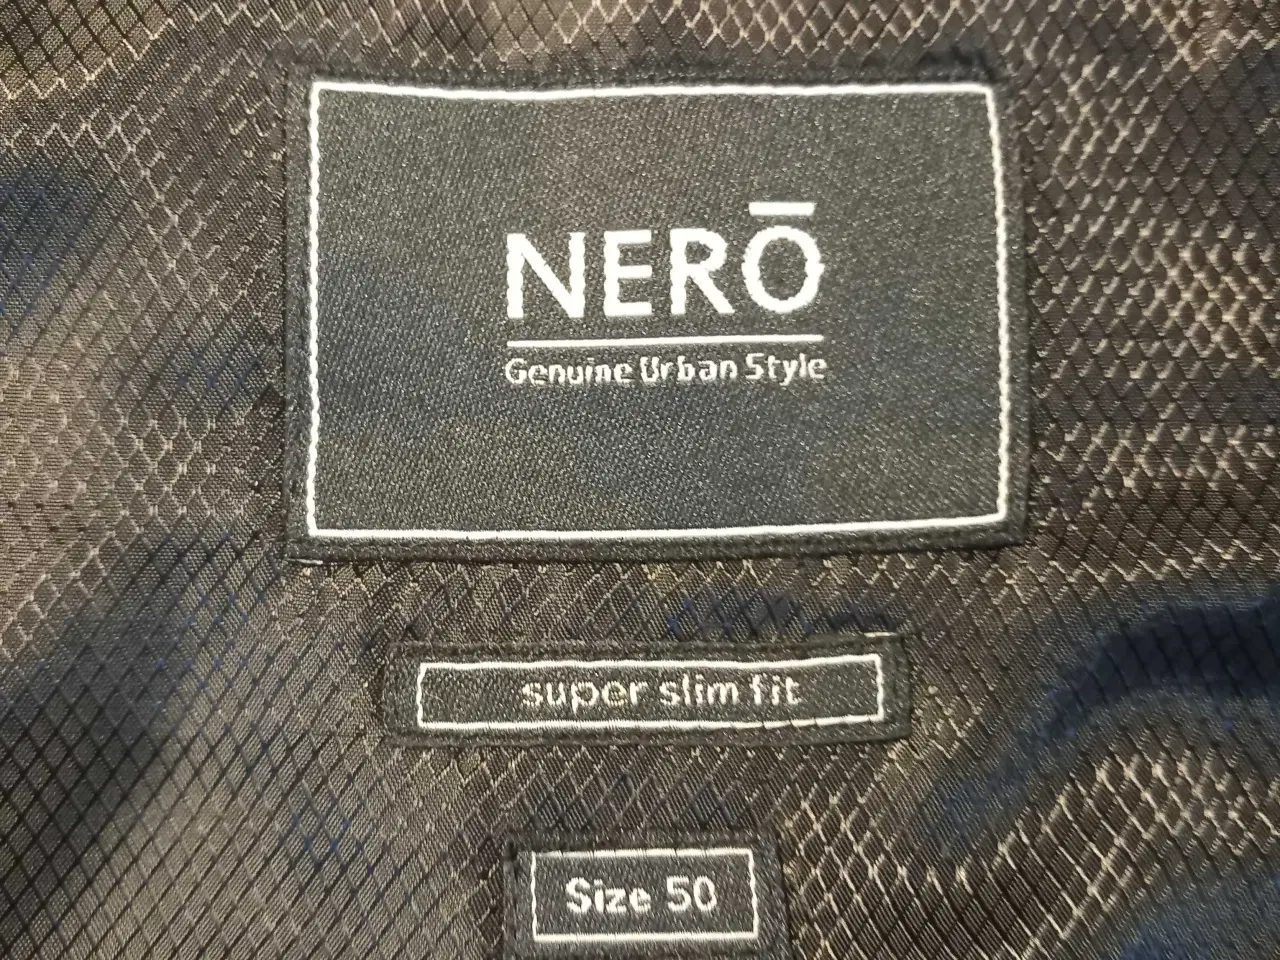 NERŌ
Genuine Urban Style
super slim fit
Size 50